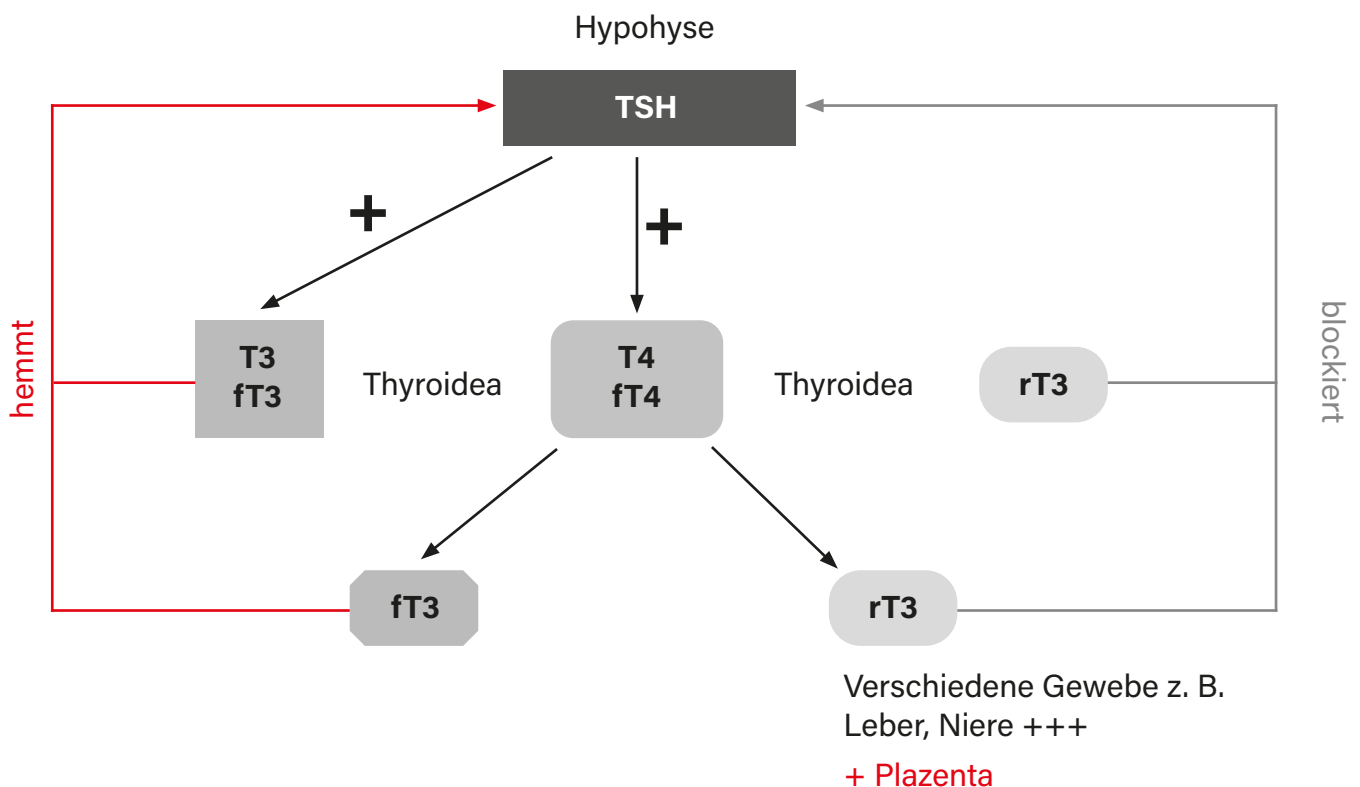 Hypohyse
TSH
+
+
hemmt
T3
fT3
Thyroidea
T4
fT4
Thyroidea
rT3
blockiert
fT3
rT3
Verschiedene Gewebe z. B.
Leber, Niere +++
+ Plazenta